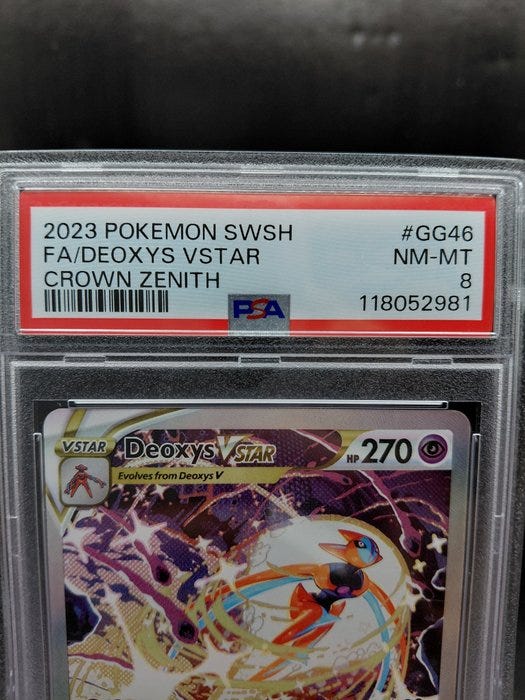 2023 POKEMON SWSH #GG46
FA/DEOXYS VSTAR NM-MT
CROWN ZENITH 8
PSA 118052981
VSTAR Deoxys VSTAR HP 270
Evolves from Deoxys V